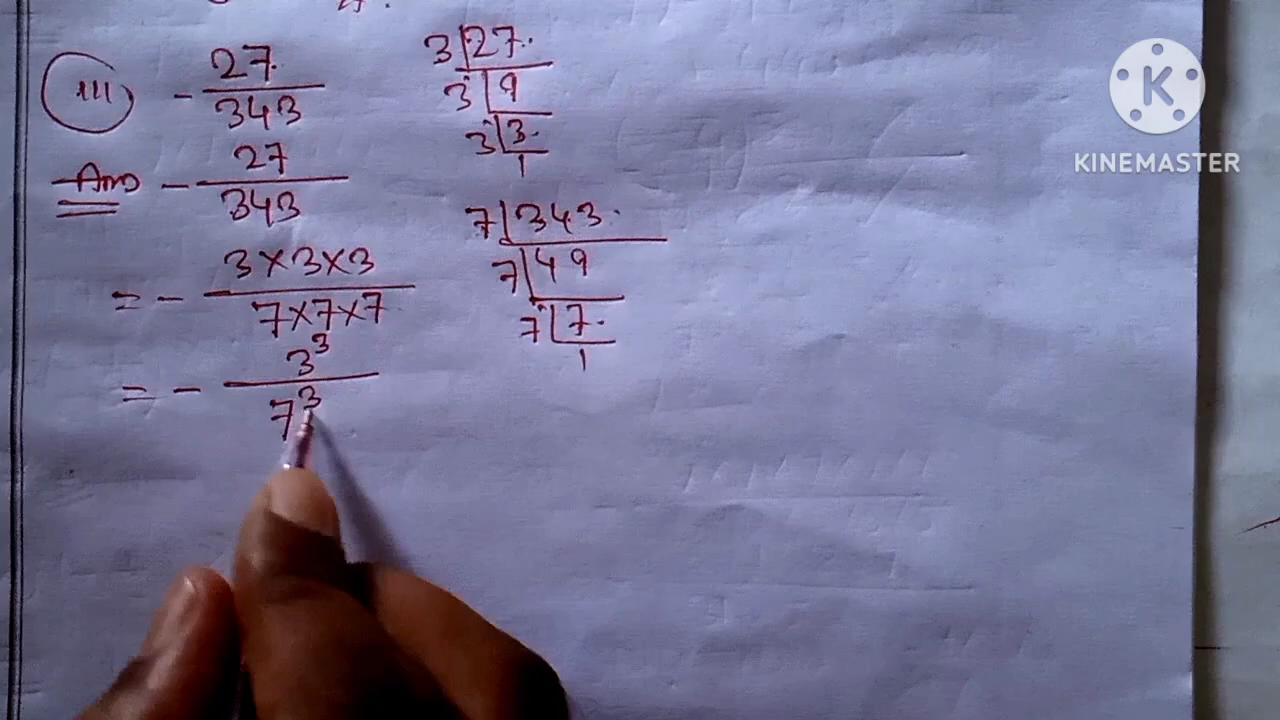 (iii) - 27/343
Ans - 27/343
= - 3×3×3/7×7×7
= - 3³/7³
3|27
3|9
3|3
1
7|343
7|49
7|7
1
K
KINEMASTER